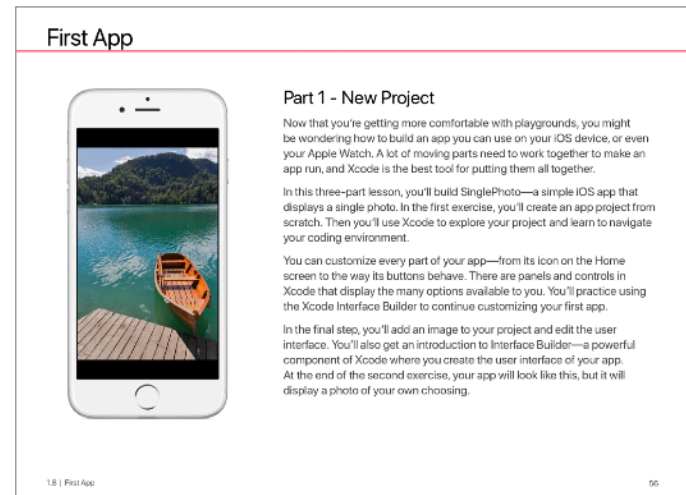 First App
Part 1 - New Project
Now that you're getting more comfortable with playgrounds, you might
be wondering how to build an app you can use on your iOS device, or even
your Apple Watch. A lot of moving parts need to work together to make an
app run, and Xcode is the best tool for putting them all together.
In this three-part lesson, you'll build SinglePhoto—a simple iOS app that
displays a single photo. In the first exercise, you'll create an app project from
scratch. Then you'll use Xcode to explore your project and learn to navigate
your coding environment.
You can customize every part of your app—from its icon on the Home
screen to the way its buttons behave. There are panels and controls in
Xcode that display the many options available to you. You'll practice using
the Xcode Interface Builder to continue customizing your first app.
In the final step, you'll add an image to your project and edit the user
interface. You'll also get an introduction to Interface Builder—a powerful
component of Xcode where you create the user interface of your app.
At the end of the second exercise, your app will look like this, but it will
display a photo of your own choosing.
1.8 | First App
56